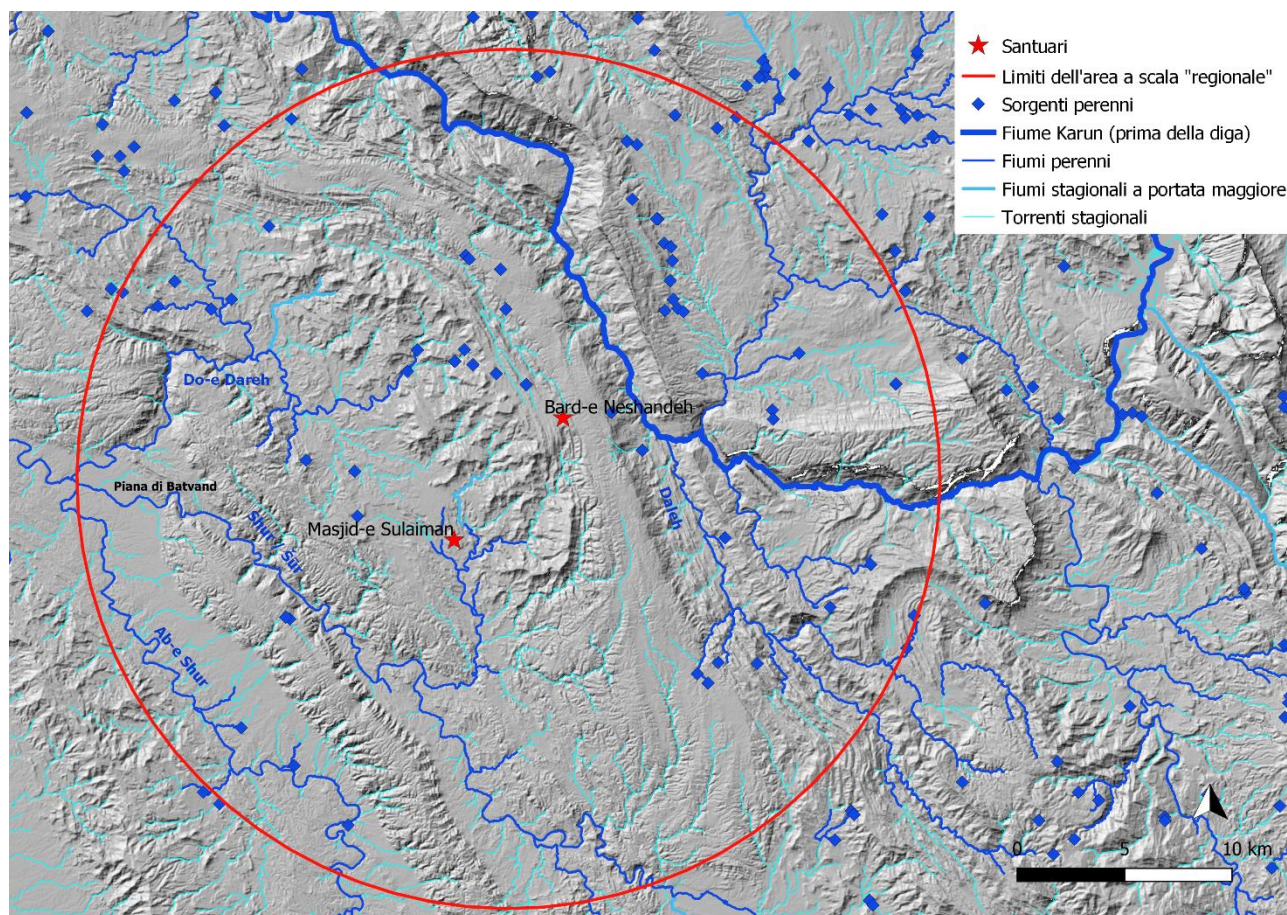 Santuari
Limiti dell'area a scala "regionale"
Sorgenti perenni
Fiume Karun (prima della diga)
Fiumi perenni
Fiumi stagionali a portata maggiore
Torrenti stagionali
Do-e Dareh
Bard-e Neshandeh
Piana di Batvand
Masjid-e Sulaiman
Shur-i Sur
Daleh
Ab-e Shur
0 5 10 km